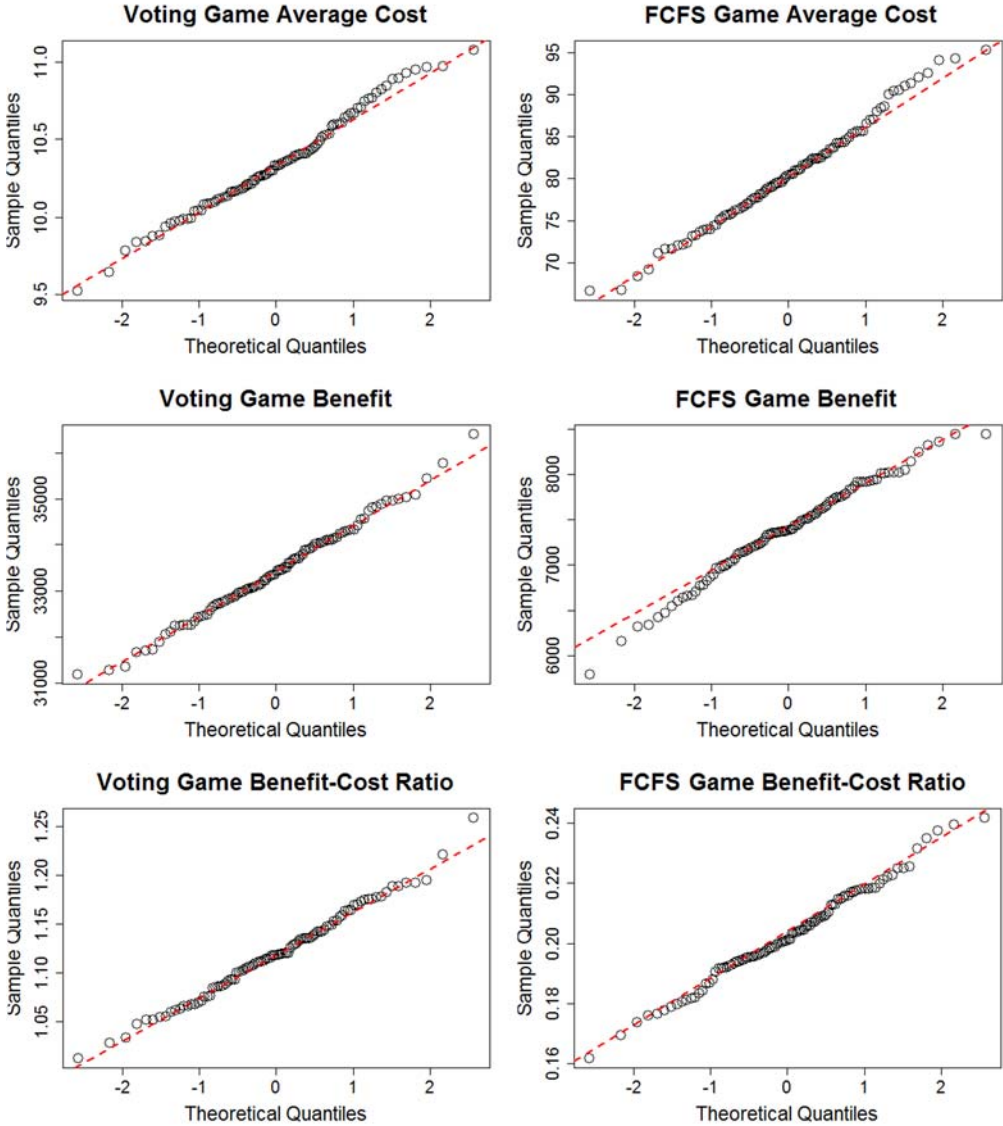 Voting Game Average Cost
Sample Quantiles
9.5 10.0 10.5 11.0
-2 -1 0 1 2
Theoretical Quantiles
FCFS Game Average Cost
Sample Quantiles
70 75 80 85 90 95
-2 -1 0 1 2
Theoretical Quantiles
Voting Game Benefit
Sample Quantiles
31000 33000 35000
-2 -1 0 1 2
Theoretical Quantiles
FCFS Game Benefit
Sample Quantiles
6000 7000 8000
-2 -1 0 1 2
Theoretical Quantiles
Voting Game Benefit-Cost Ratio
Sample Quantiles
1.05 1.10 1.15 1.20 1.25
-2 -1 0 1 2
Theoretical Quantiles
FCFS Game Benefit-Cost Ratio
Sample Quantiles
0.16 0.18 0.20 0.22 0.24
-2 -1 0 1 2
Theoretical Quantiles